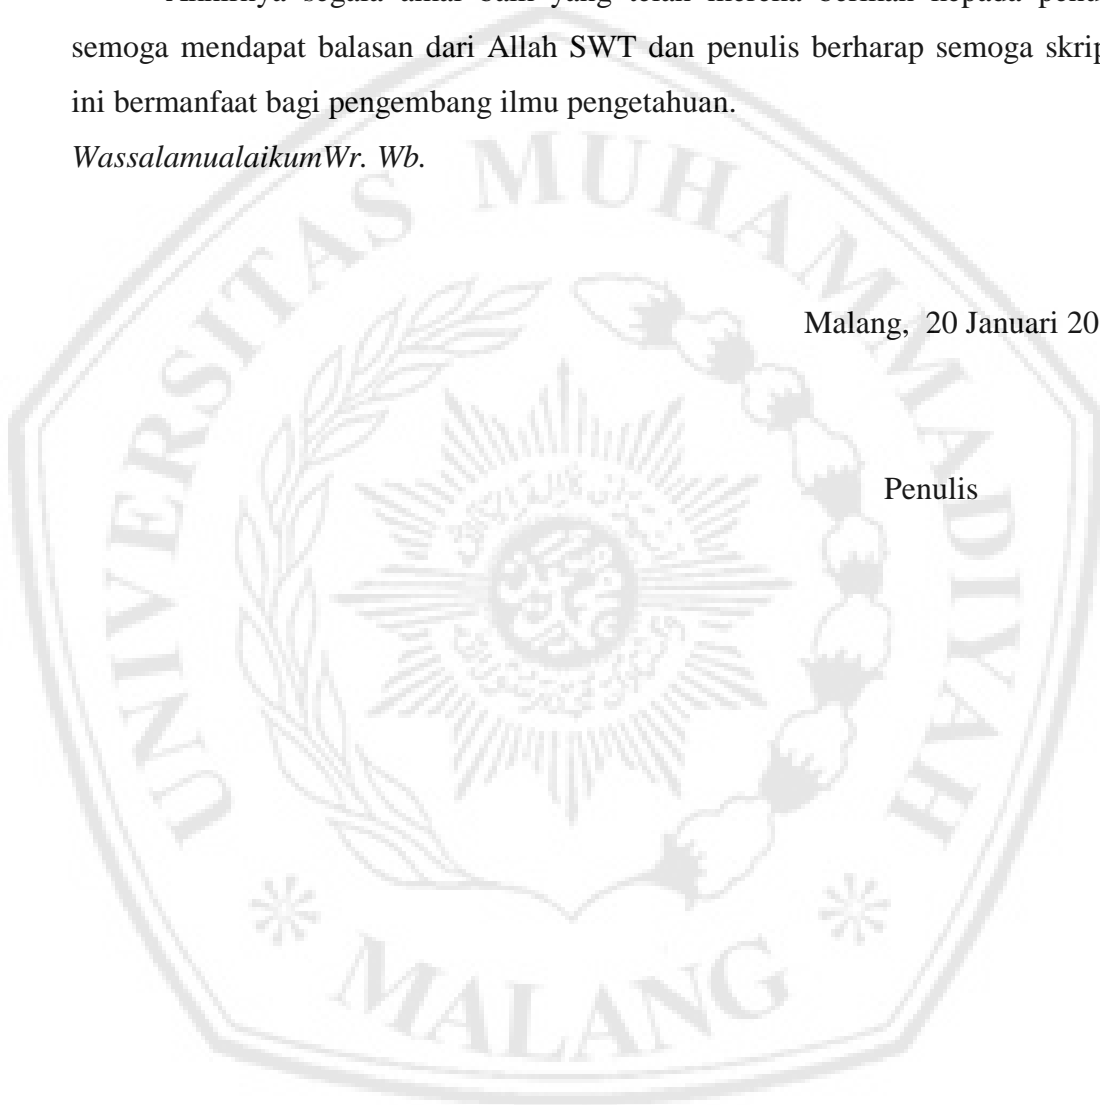 semoga mendapat balasan dari Allah SWT dan penulis berharap semoga skrip
ini bermanfaat bagi pengembang ilmu pengetahuan.
WassalamualaikumWr. Wb.
Malang, 20 Januari 20
Penulis
UNIVERSITAS MUHAMMADIYAH
MALANG